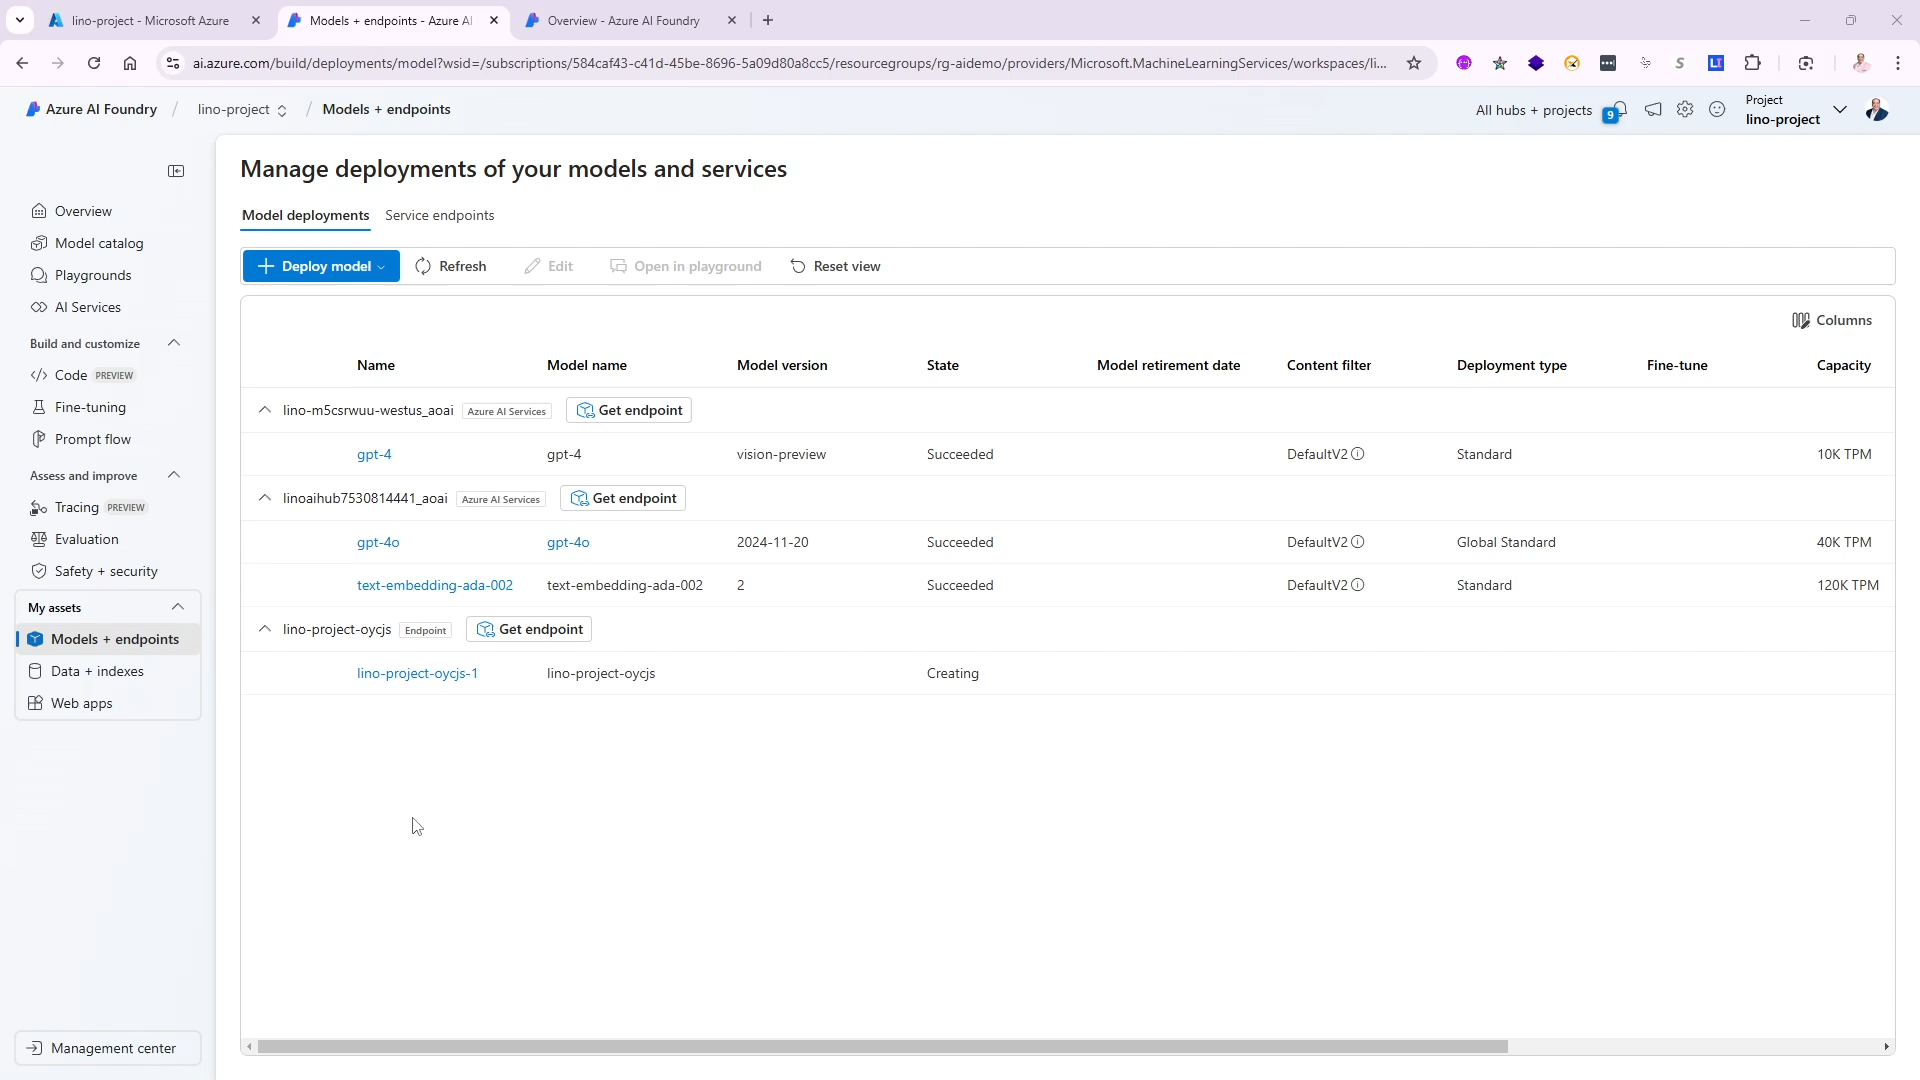 lino-project - Microsoft Azure
Models + endpoints - Azure AI
Overview - Azure AI Foundry
ai.azure.com/build/deployments/model?wsid=/subscriptions/584caf43-c41d-45be-8696-5a09d80a8cc5/resourcegroups/rg-aidemo/providers/Microsoft.MachineLearningServices/workspaces/li...
Azure AI Foundry / lino-project / Models + endpoints
All hubs + projects
9
Project
lino-project
Manage deployments of your models and services
Model deployments Service endpoints
Deploy model Refresh Edit Open in playground Reset view
Columns
Name Model name Model version State Model retirement date Content filter Deployment type Fine-tune Capacity
lino-m5csrwuu-westus_aoai Azure AI Services Get endpoint
gpt-4 gpt-4 vision-preview Succeeded DefaultV2 Standard 10K TPM
linoaihub7530814441_aoai Azure AI Services Get endpoint
gpt-4o gpt-4o 2024-11-20 Succeeded DefaultV2 Global Standard 40K TPM
text-embedding-ada-002 text-embedding-ada-002 2 Succeeded DefaultV2 Standard 120K TPM
lino-project-oycjs Endpoint Get endpoint
lino-project-oycjs-1 lino-project-oycjs Creating
Overview
Model catalog
Playgrounds
AI Services
Build and customize
Code PREVIEW
Fine-tuning
Prompt flow
Assess and improve
Tracing PREVIEW
Evaluation
Safety + security
My assets
Models + endpoints
Data + indexes
Web apps
Management center